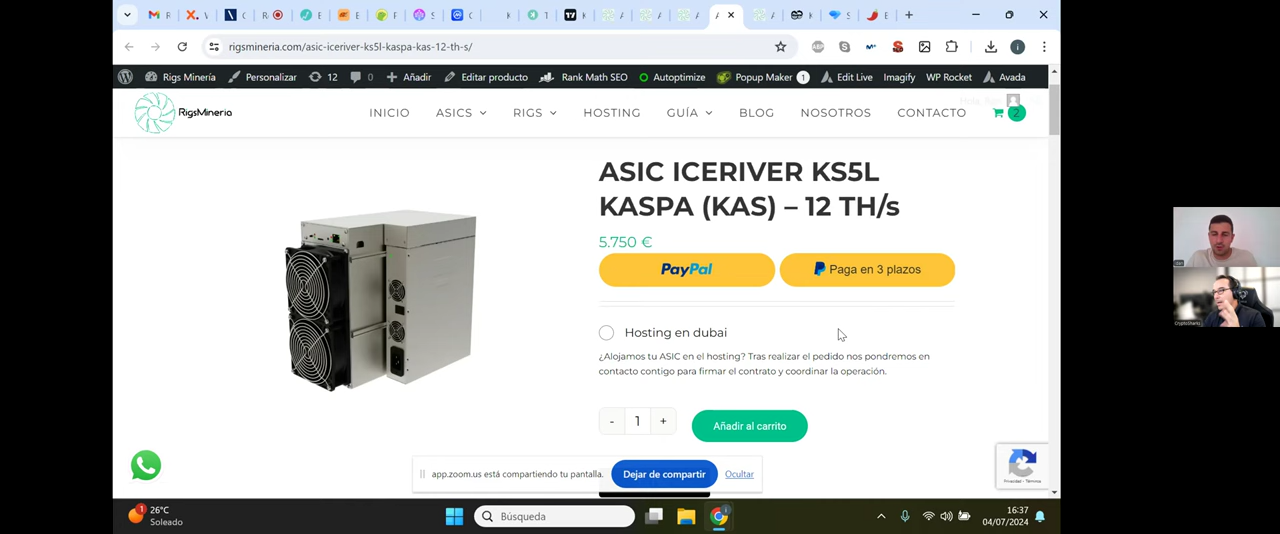 rigsmineria.com/asic-iceriver-ks5l-kaspa-kas-12-th-s/
Rigs Minería
Personalizar
12
0
Añadir
Editar producto
Rank Math SEO
Autoptimize
Popup Maker 1
Edit Live
Imagify
WP Rocket
Avada
RigsMineria
INICIO
ASICS
RIGS
HOSTING
GUÍA
BLOG
NOSOTROS
CONTACTO
2
ASIC ICERIVER KS5L
KASPA (KAS) – 12 TH/s
5.750 €
PayPal
Paga en 3 plazos
Hosting en dubai
¿Alojamos tu ASIC en el hosting? Tras realizar el pedido nos pondremos en
contacto contigo para firmar el contrato y coordinar la operación.
- 1 +
Añadir al carrito
app.zoom.us está compartiendo tu pantalla.
Dejar de compartir
Ocultar
Privacidad - Términos
1
26°C
Soleado
Búsqueda
16:37
04/07/2024
CryptoSharks